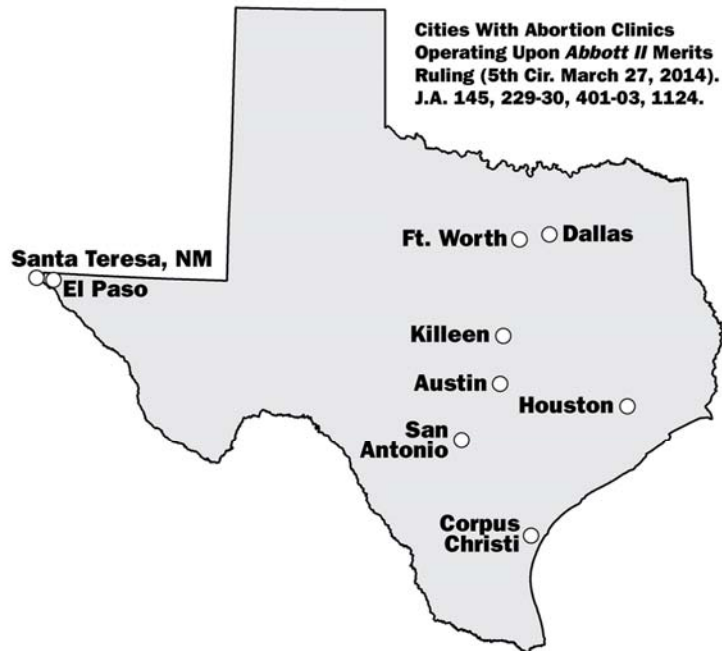 Cities With Abortion Clinics
Operating Upon Abbott II Merits
Ruling (5th Cir. March 27, 2014).
J.A. 145, 229-30, 401-03, 1124.
Ft. Worth
Dallas
Santa Teresa, NM
El Paso
Killeen
Austin
Houston
San
Antonio
Corpus
Christi